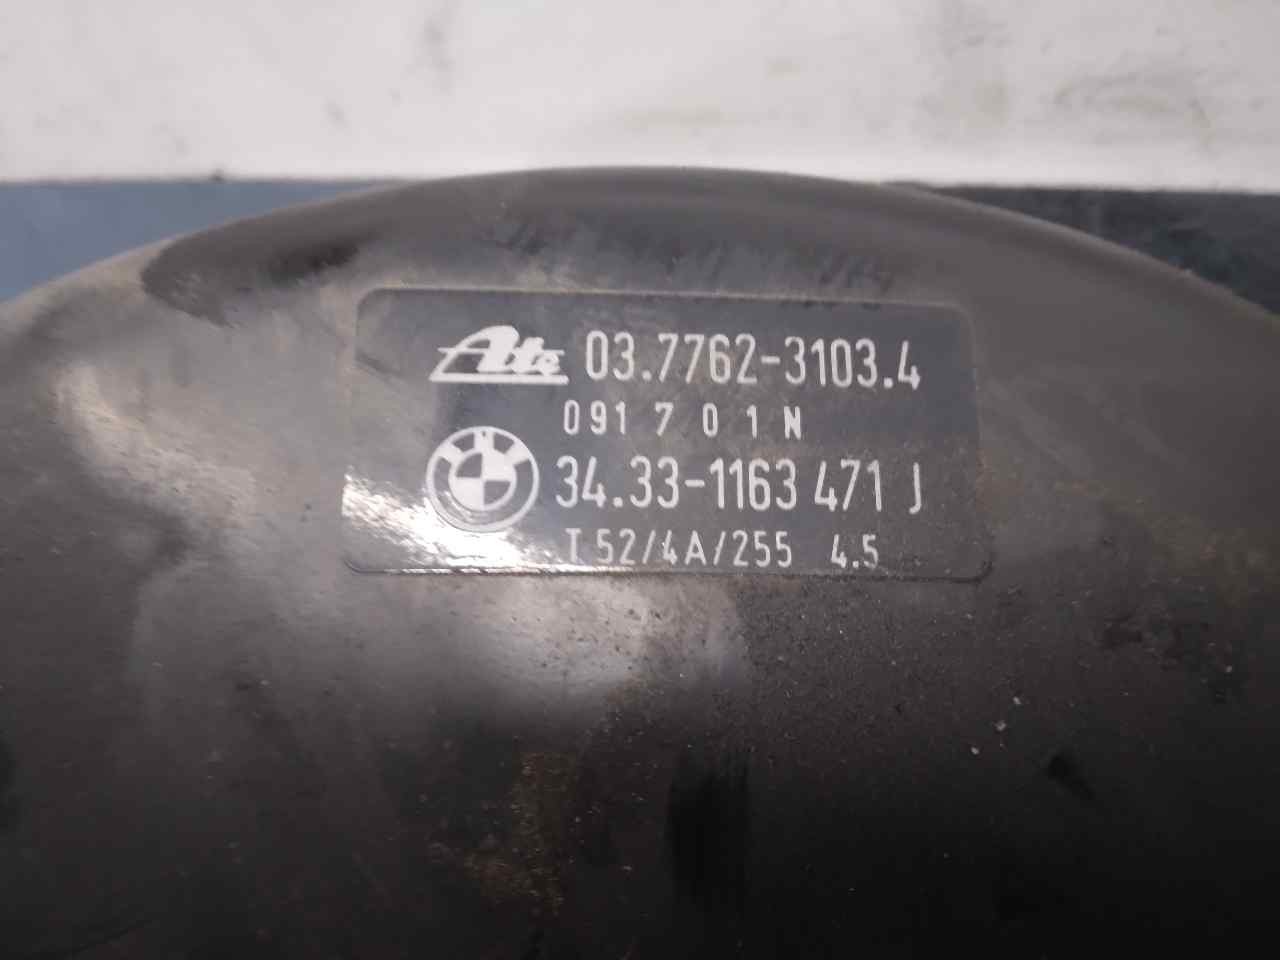 Ate 03.7762-3103.4
091 7 0 1 N
34.33-1163 471 J
T 52/4A/255 4.5